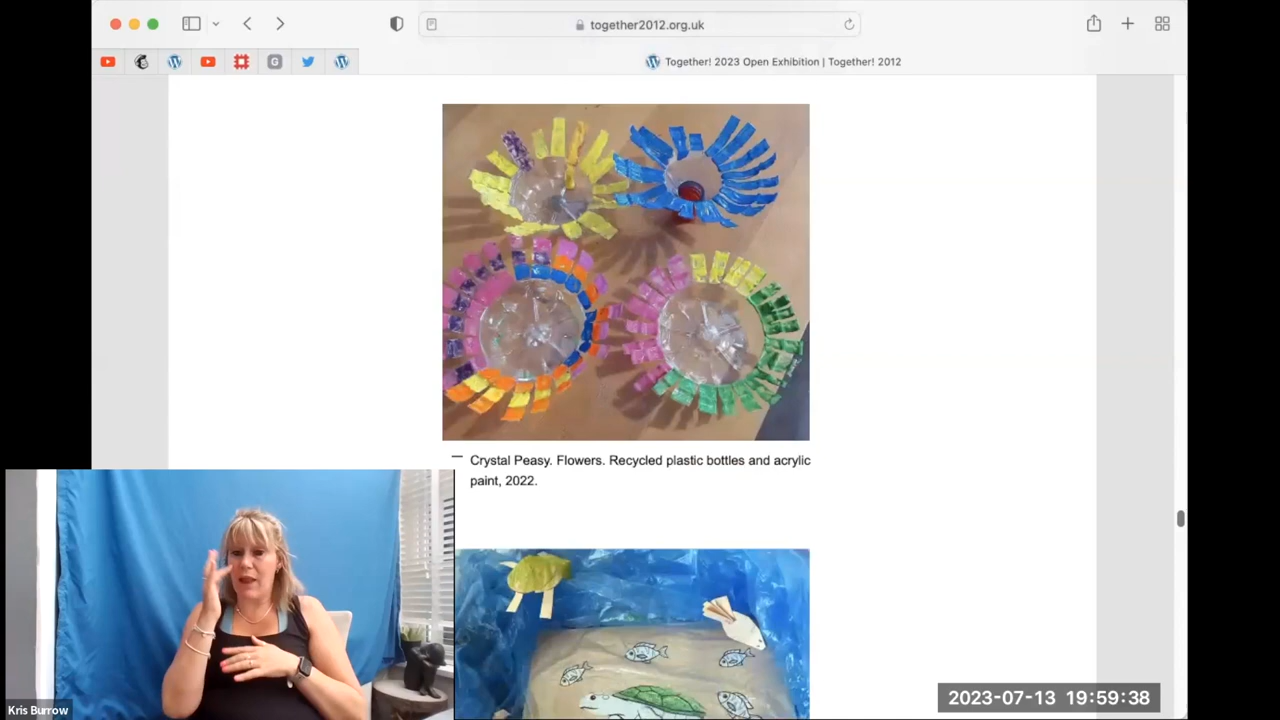 together2012.org.uk
Together! 2023 Open Exhibition | Together! 2012
Crystal Peasy. Flowers. Recycled plastic bottles and acrylic
paint, 2022.
Kris Burrow
2023-07-13 19:59:38